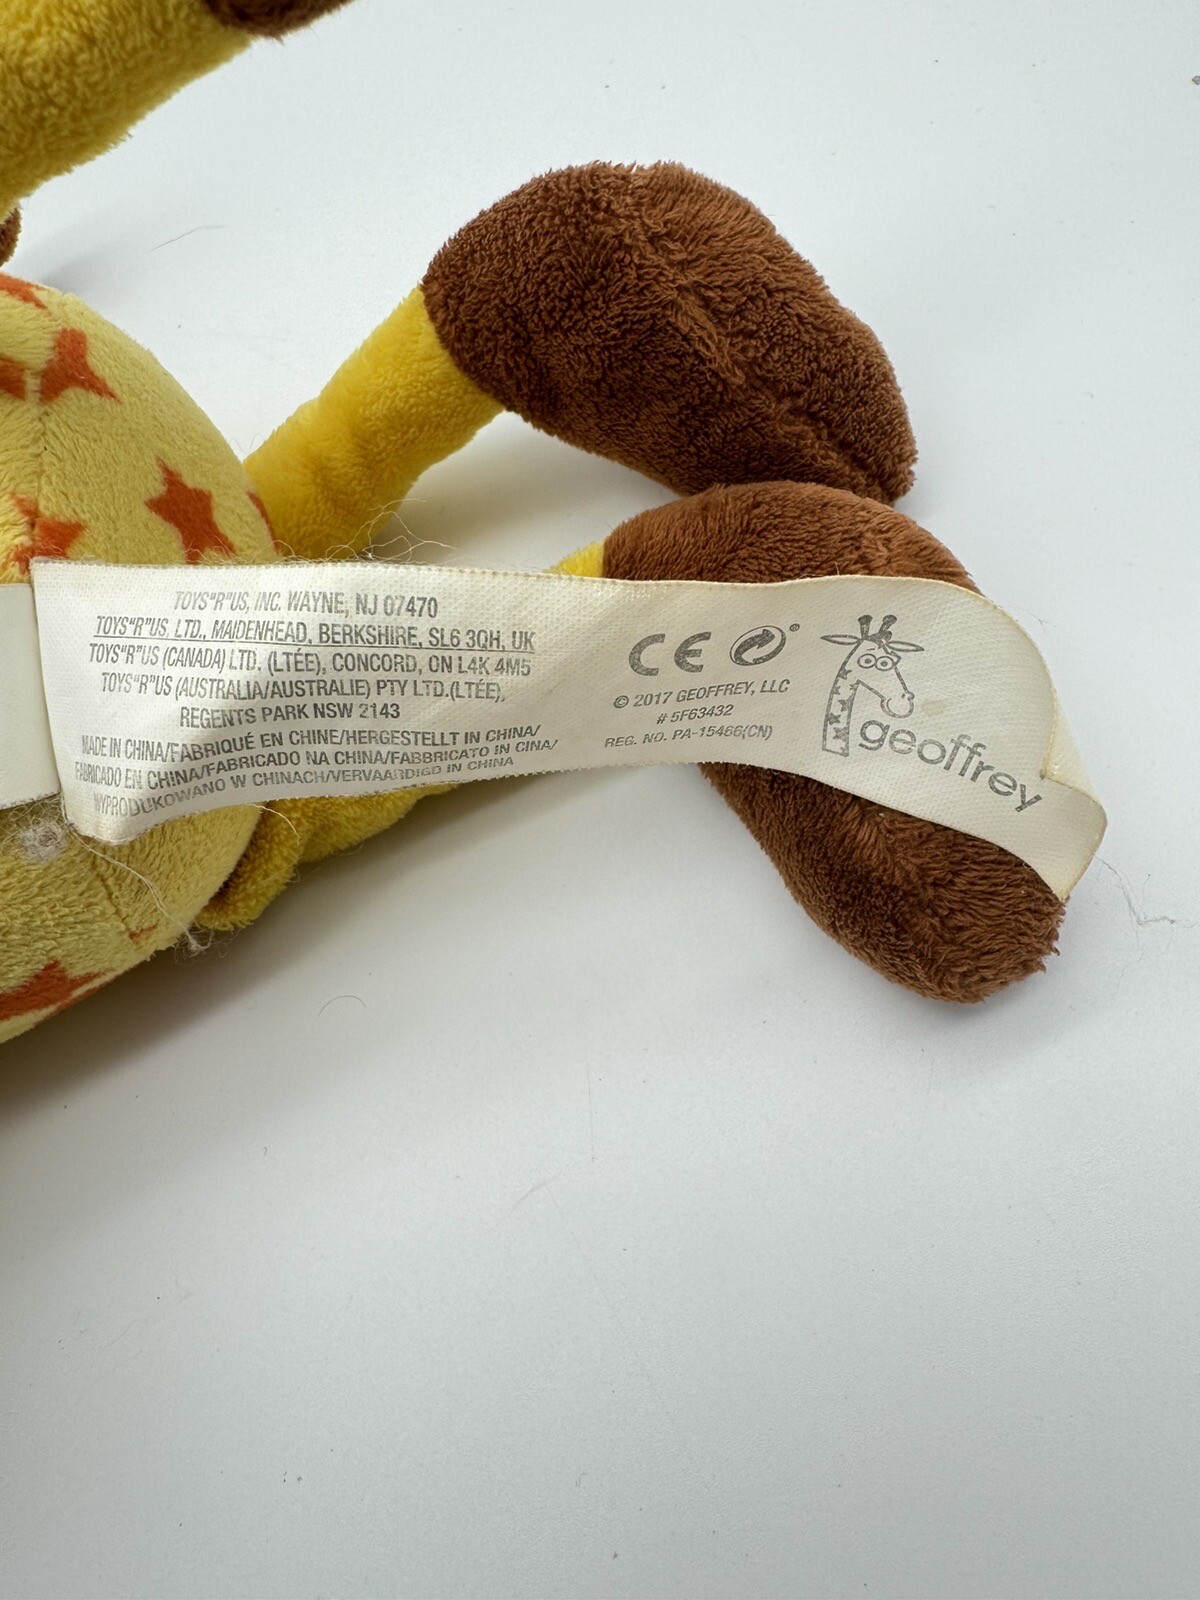 TOYS"R"US, INC. WAYNE, NJ 07470
TOYS"R"US, LTD., MAIDENHEAD, BERKSHIRE, SL6 3QH, UK
TOYS"R"US (CANADA) LTD. (LTÉE), CONCORD, ON L4K 4M5
TOYS"R"US (AUSTRALIA/AUSTRALIE) PTY LTD.(LTÉE),
REGENTS PARK NSW 2143
MADE IN CHINA/FABRIQUÉ EN CHINE/HERGESTELLT IN CHINA/
FABRICADO EN CHINA/FABRICADO NA CHINA/FABBRICATO IN CINA/
WYPRODUKOWANO W CHINACH/VERVAARDIGD IN CHINA
CE
© 2017 GEOFFREY, LLC
# 5F63432
REG. NO. PA-15466(CN)
geoffrey